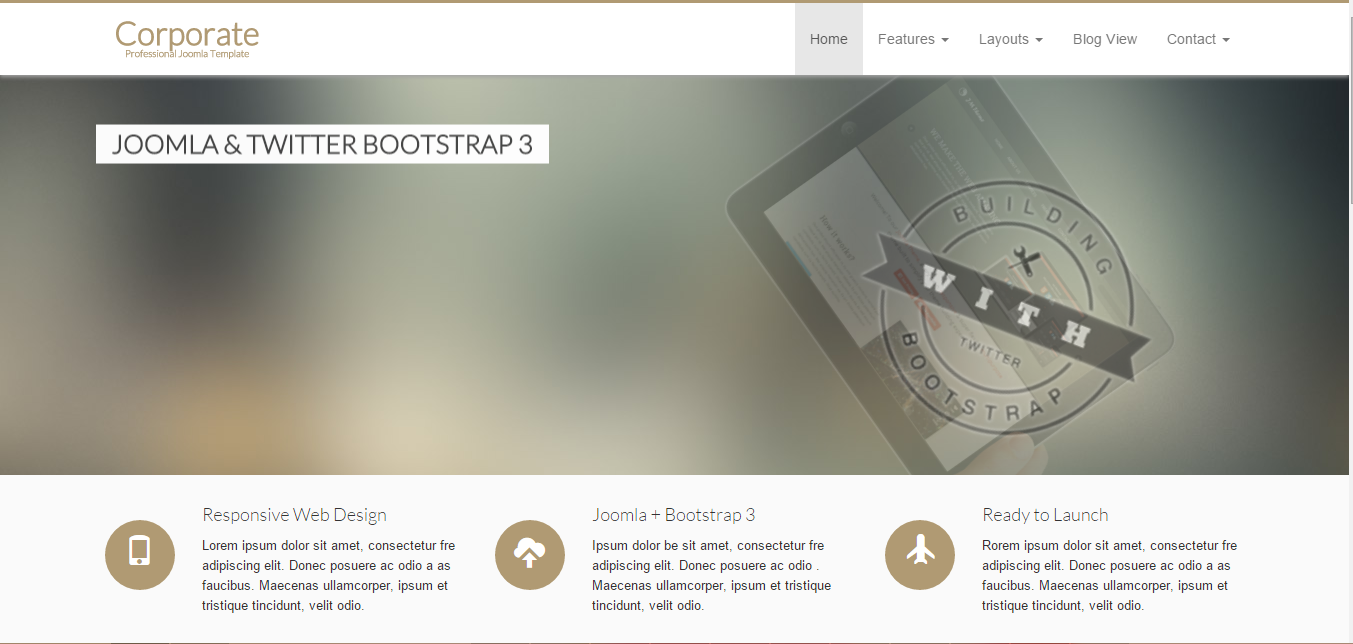 Corporate
Professional Joomla Template
Home Features Layouts Blog View Contact
JOOMLA & TWITTER BOOTSTRAP 3
How it works?
BUILDING
WITH
TWITTER
BOOTSTRAP
Responsive Web Design
Lorem ipsum dolor sit amet, consectetur fre
adipiscing elit. Donec posuere ac odio a as
faucibus. Maecenas ullamcorper, ipsum et
tristique tincidunt, velit odio.
Joomla + Bootstrap 3
Ipsum dolor be sit amet, consectetur fre
adipiscing elit. Donec posuere ac odio .
Maecenas ullamcorper, ipsum et tristique
tincidunt, velit odio.
Ready to Launch
Rorem ipsum dolor sit amet, consectetur fre
adipiscing elit. Donec posuere ac odio a as
faucibus. Maecenas ullamcorper, ipsum et
tristique tincidunt, velit odio.